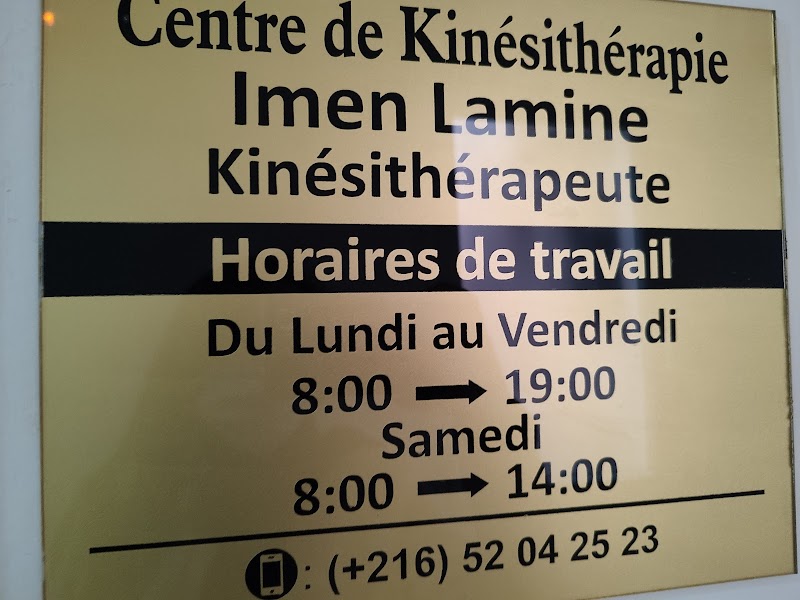 Centre de Kinésithérapie
Imen Lamine
Kinésithérapeute
Horaires de travail
Du Lundi au Vendredi
8:00 → 19:00
Samedi
8:00 → 14:00
: (+216) 52 04 25 23